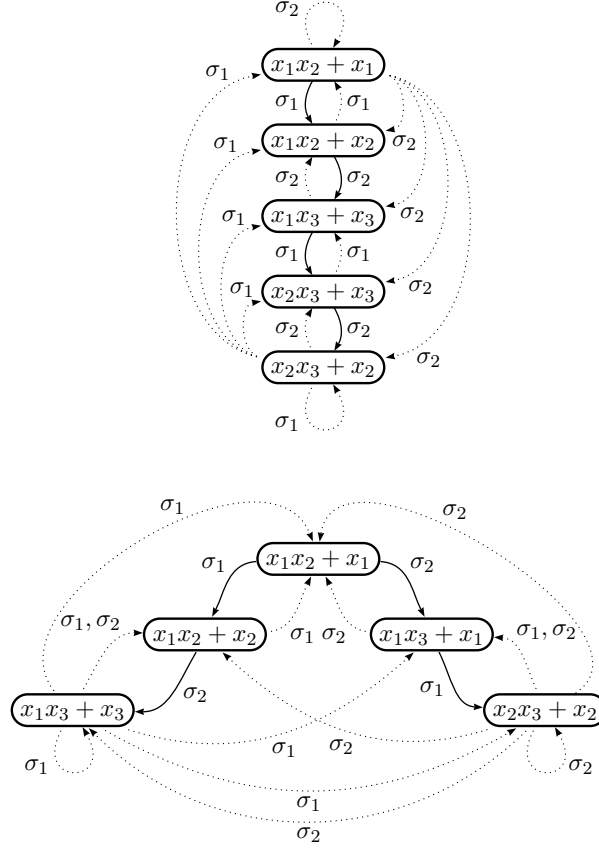 σ₂
x₁x₂ + x₁
σ₁
σ₁ σ₁
σ₂
x₁x₂ + x₂
σ₁
σ₂ σ₂
x₁x₃ + x₃
σ₂
σ₁
σ₁ σ₁
x₂x₃ + x₃
σ₂
σ₁
σ₂ σ₂
x₂x₃ + x₂
σ₂
σ₁
σ₁ σ₂
x₁x₂ + x₁
σ₁ σ₂
σ₁, σ₂ x₁x₂ + x₂ σ₁ σ₂ x₁x₃ + x₁ σ₁, σ₂
σ₂ σ₁
x₁x₃ + x₃ x₂x₃ + x₂
σ₁ σ₁ σ₂ σ₂
σ₁
σ₂